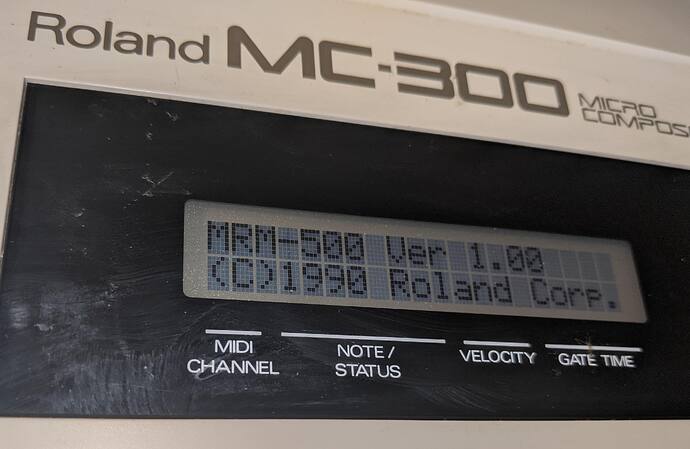 Roland MC-300 MICRO
COMPOS
MRM-500 Ver 1.00
(C)1990 Roland Corp.
MIDI
CHANNEL
NOTE/
STATUS
VELOCITY
GATE TIME